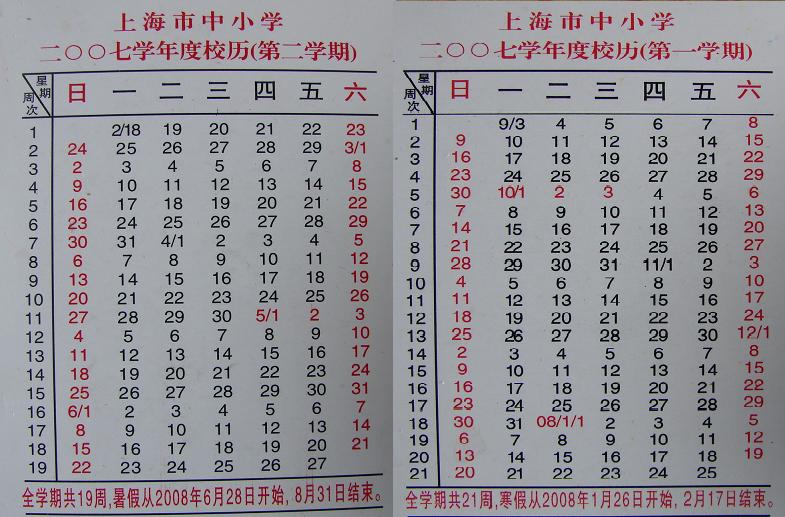 上海市中小学
二〇〇七学年度校历(第二学期)
星期 周次 日 一 二 三 四 五 六
1 2/18 19 20 21 22 23
2 24 25 26 27 28 29 3/1
3 2 3 4 5 6 7 8
4 9 10 11 12 13 14 15
5 16 17 18 19 20 21 22
6 23 24 25 26 27 28 29
7 30 31 4/1 2 3 4 5
8 6 7 8 9 10 11 12
9 13 14 15 16 17 18 19
10 20 21 22 23 24 25 26
11 27 28 29 30 5/1 2 3
12 4 5 6 7 8 9 10
13 11 12 13 14 15 16 17
14 18 19 20 21 22 23 24
15 25 26 27 28 29 30 31
16 6/1 2 3 4 5 6 7
17 8 9 10 11 12 13 14
18 15 16 17 18 19 20 21
19 22 23 24 25 26 27
全学期共19周,暑假从2008年6月28日开始, 8月31日结束。
上海市中小学
二〇〇七学年度校历(第一学期)
星期 周次 日 一 二 三 四 五 六
1 9/3 4 5 6 7 8
2 9 10 11 12 13 14 15
3 16 17 18 19 20 21 22
4 23 24 25 26 27 28 29
5 30 10/1 2 3 4 5 6
6 7 8 9 10 11 12 13
7 14 15 16 17 18 19 20
8 21 22 23 24 25 26 27
9 28 29 30 31 11/1 2 3
10 4 5 6 7 8 9 10
11 11 12 13 14 15 16 17
12 18 19 20 21 22 23 24
13 25 26 27 28 29 30 12/1
14 2 3 4 5 6 7 8
15 9 10 11 12 13 14 15
16 16 17 18 19 20 21 22
17 23 24 25 26 27 28 29
18 30 31 08/1/1 2 3 4 5
19 6 7 8 9 10 11 12
20 13 14 15 16 17 18 19
21 20 21 22 23 24 25
全学期共21周,寒假从2008年1月26日开始, 2月17日结束。